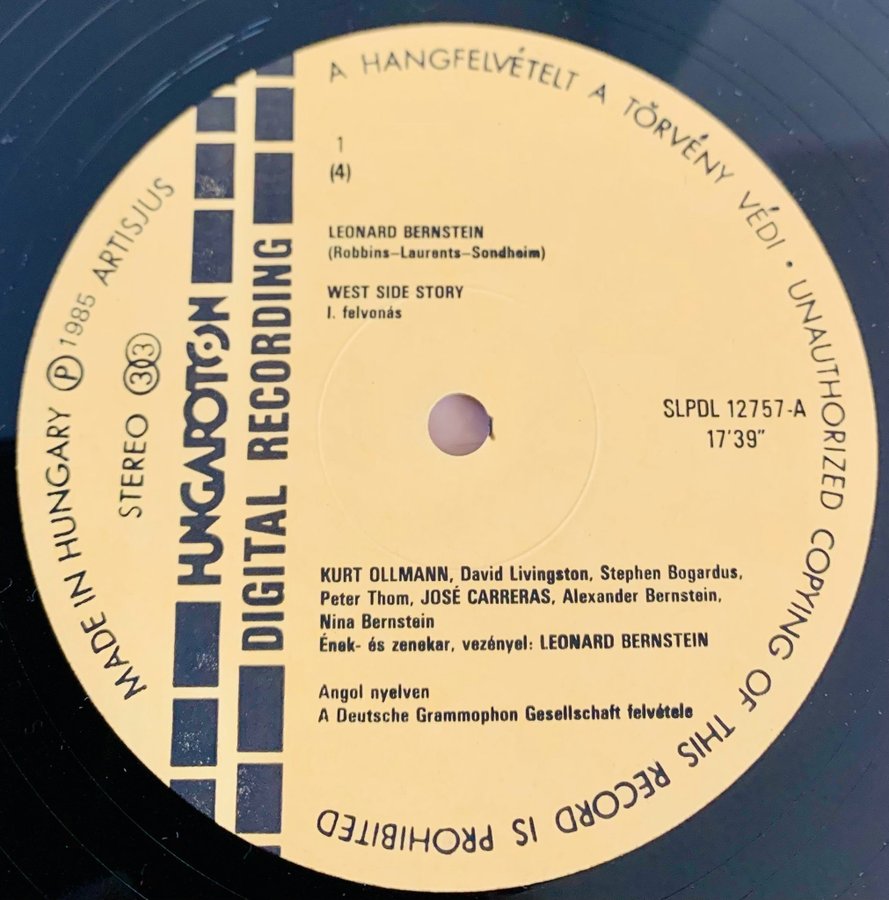 A HANGFELVÉTELT A TÖRVÉNY VÉDI • UNAUTHORIZED COPYING OF THIS RECORD IS PROHIBITED
MADE IN HUNGARY Ⓟ 1985 ARTISJUS
STEREO 33
HUNGAROTON
DIGITAL RECORDING
1
(4)
LEONARD BERNSTEIN
(Robbins–Laurents–Sondheim)
WEST SIDE STORY
I. felvonás
SLPDL 12757-A
17'39"
KURT OLLMANN, David Livingston, Stephen Bogardus,
Peter Thom, JOSÉ CARRERAS, Alexander Bernstein,
Nina Bernstein
Ének- és zenekar, vezényel: LEONARD BERNSTEIN
Angol nyelven
A Deutsche Grammophon Gesellschaft felvétele